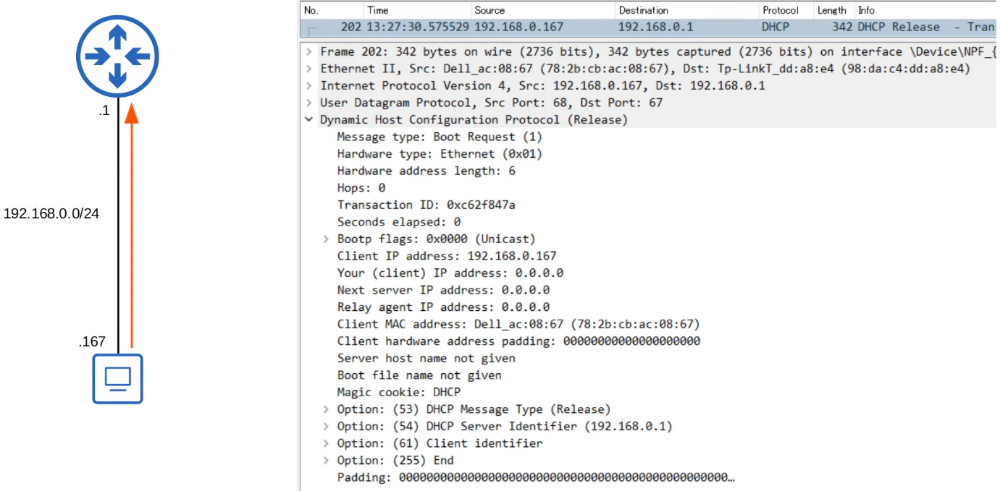 .1
192.168.0.0/24
.167
No. Time Source Destination Protocol Length Info
202 13:27:30.575529 192.168.0.167 192.168.0.1 DHCP 342 DHCP Release - Tran
Frame 202: 342 bytes on wire (2736 bits), 342 bytes captured (2736 bits) on interface \Device\NPF_{
Ethernet II, Src: Dell_ac:08:67 (78:2b:cb:ac:08:67), Dst: Tp-LinkT_dd:a8:e4 (98:da:c4:dd:a8:e4)
Internet Protocol Version 4, Src: 192.168.0.167, Dst: 192.168.0.1
User Datagram Protocol, Src Port: 68, Dst Port: 67
Dynamic Host Configuration Protocol (Release)
Message type: Boot Request (1)
Hardware type: Ethernet (0x01)
Hardware address length: 6
Hops: 0
Transaction ID: 0xc62f847a
Seconds elapsed: 0
Bootp flags: 0x0000 (Unicast)
Client IP address: 192.168.0.167
Your (client) IP address: 0.0.0.0
Next server IP address: 0.0.0.0
Relay agent IP address: 0.0.0.0
Client MAC address: Dell_ac:08:67 (78:2b:cb:ac:08:67)
Client hardware address padding: 00000000000000000000
Server host name not given
Boot file name not given
Magic cookie: DHCP
Option: (53) DHCP Message Type (Release)
Option: (54) DHCP Server Identifier (192.168.0.1)
Option: (61) Client identifier
Option: (255) End
Padding: 000000000000000000000000000000000000000000000000…